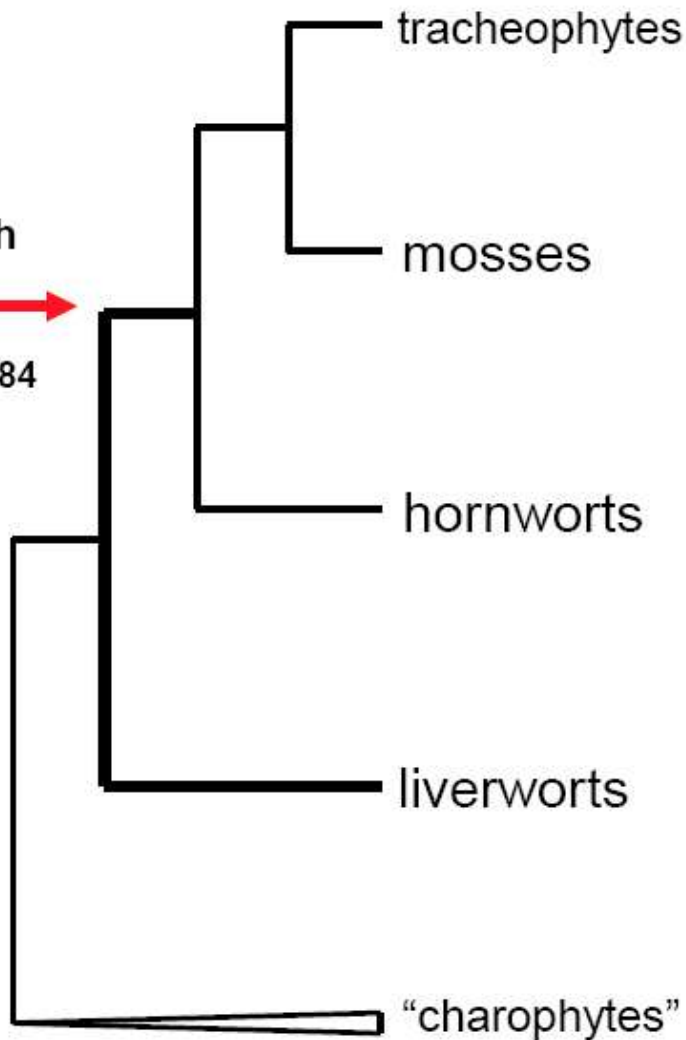 tracheophytes
h
mosses
84
hornworts
liverworts
“charophytes”